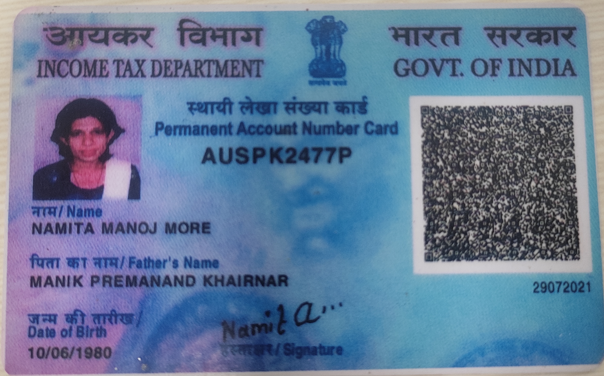 आयकर विभाग
INCOME TAX DEPARTMENT
भारत सरकार
GOVT. OF INDIA
स्थायी लेखा संख्या कार्ड
Permanent Account Number Card
AUSPK2477P
नाम/ Name
NAMITA MANOJ MORE
पिता का नाम/ Father's Name
MANIK PREMANAND KHAIRNAR
29072021
जन्म की तारीख/
Date of Birth
10/06/1980
Namita...
हस्ताक्षर/ Signature